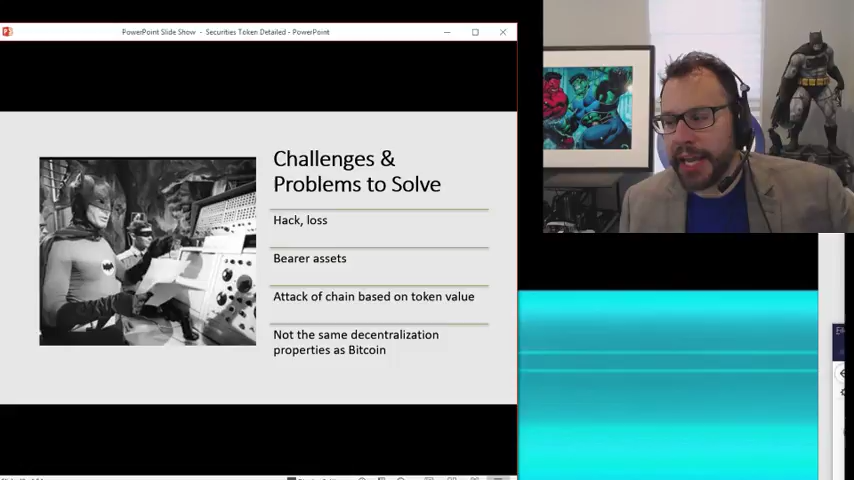 PowerPoint Slide Show - Securities Token Detailed - PowerPoint
Challenges &
Problems to Solve
Hack, loss
Bearer assets
Attack of chain based on token value
Not the same decentralization
properties as Bitcoin